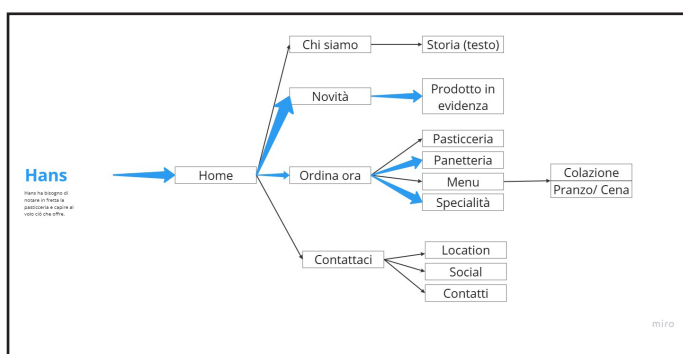 Hans
Hans ha bisogno di
notare in fretta la
pasticceria e capire al
volo ciò che offre.
Home
Chi siamo
Storia (testo)
Novità
Prodotto in
evidenza
Ordina ora
Pasticceria
Panetteria
Menu
Specialità
Colazione
Pranzo/ Cena
Contattaci
Location
Social
Contatti
miro